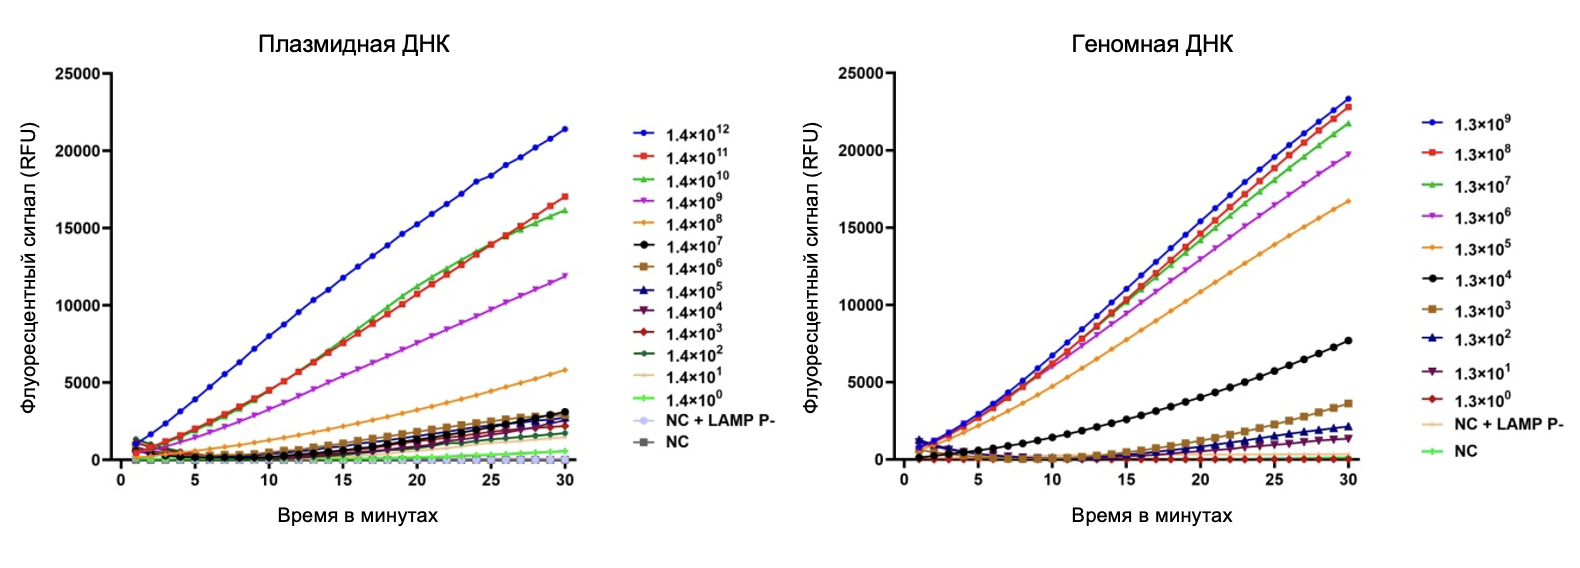 Плазмидная ДНК
Флуоресцентный сигнал (RFU)
25000
20000
15000
10000
5000
0
0 5 10 15 20 25 30
Время в минутах
1.4×10¹²
1.4×10¹¹
1.4×10¹⁰
1.4×10⁹
1.4×10⁸
1.4×10⁷
1.4×10⁶
1.4×10⁵
1.4×10⁴
1.4×10³
1.4×10²
1.4×10¹
1.4×10⁰
NC + LAMP P-
NC
Геномная ДНК
Флуоресцентный сигнал (RFU)
25000
20000
15000
10000
5000
0
0 5 10 15 20 25 30
Время в минутах
1.3×10⁹
1.3×10⁸
1.3×10⁷
1.3×10⁶
1.3×10⁵
1.3×10⁴
1.3×10³
1.3×10²
1.3×10¹
1.3×10⁰
NC + LAMP P-
NC